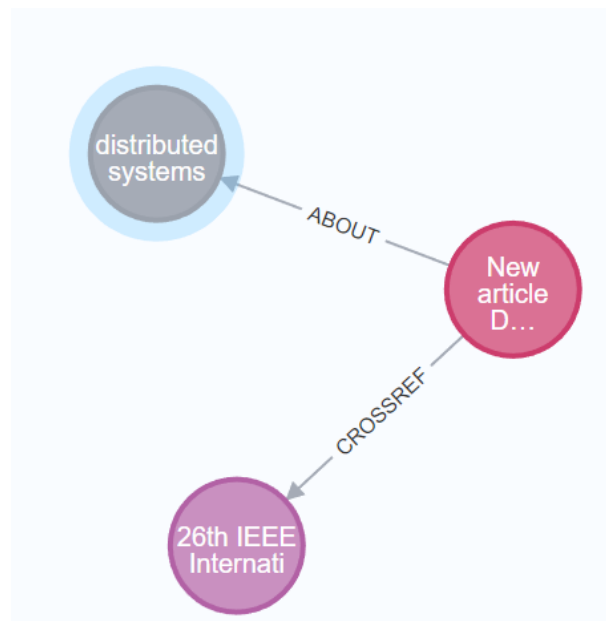 distributed
systems
ABOUT
New
article
D…
CROSSREF
26th IEEE
Internati